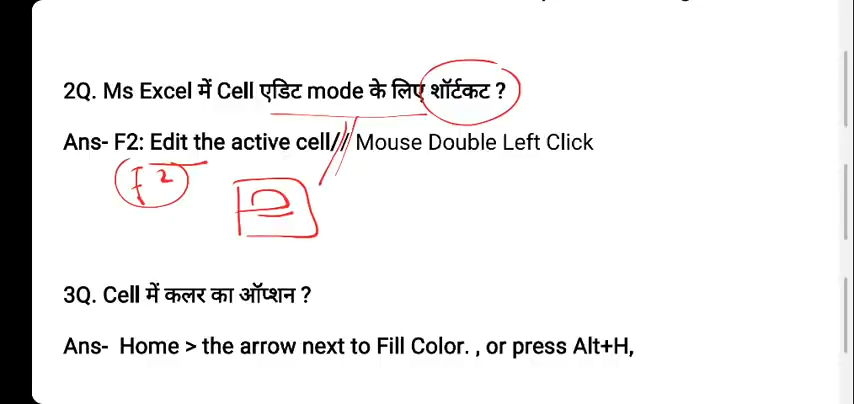 2Q. Ms Excel में Cell एडिट mode के लिए शॉर्टकट ?
Ans- F2: Edit the active cell// Mouse Double Left Click
f2
3Q. Cell में कलर का ऑप्शन ?
Ans- Home > the arrow next to Fill Color. , or press Alt+H,